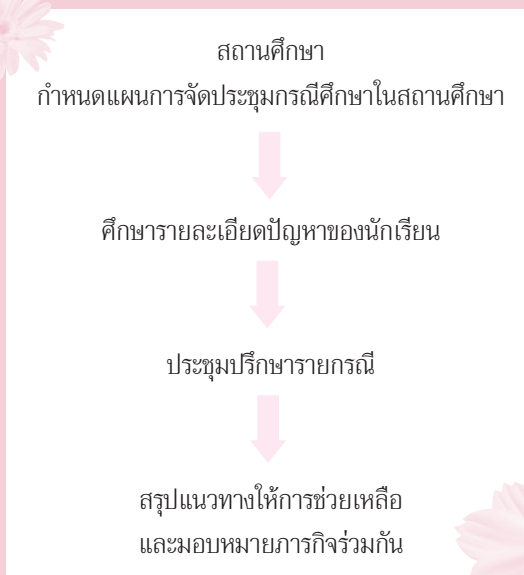 สถานศึกษา
กำหนดแผนการจัดประชุมกรณีศึกษาในสถานศึกษา
ศึกษารายละเอียดปัญหาของนักเรียน
ประชุมปรึกษารายกรณี
สรุปแนวทางให้การช่วยเหลือ
และมอบหมายภารกิจร่วมกัน